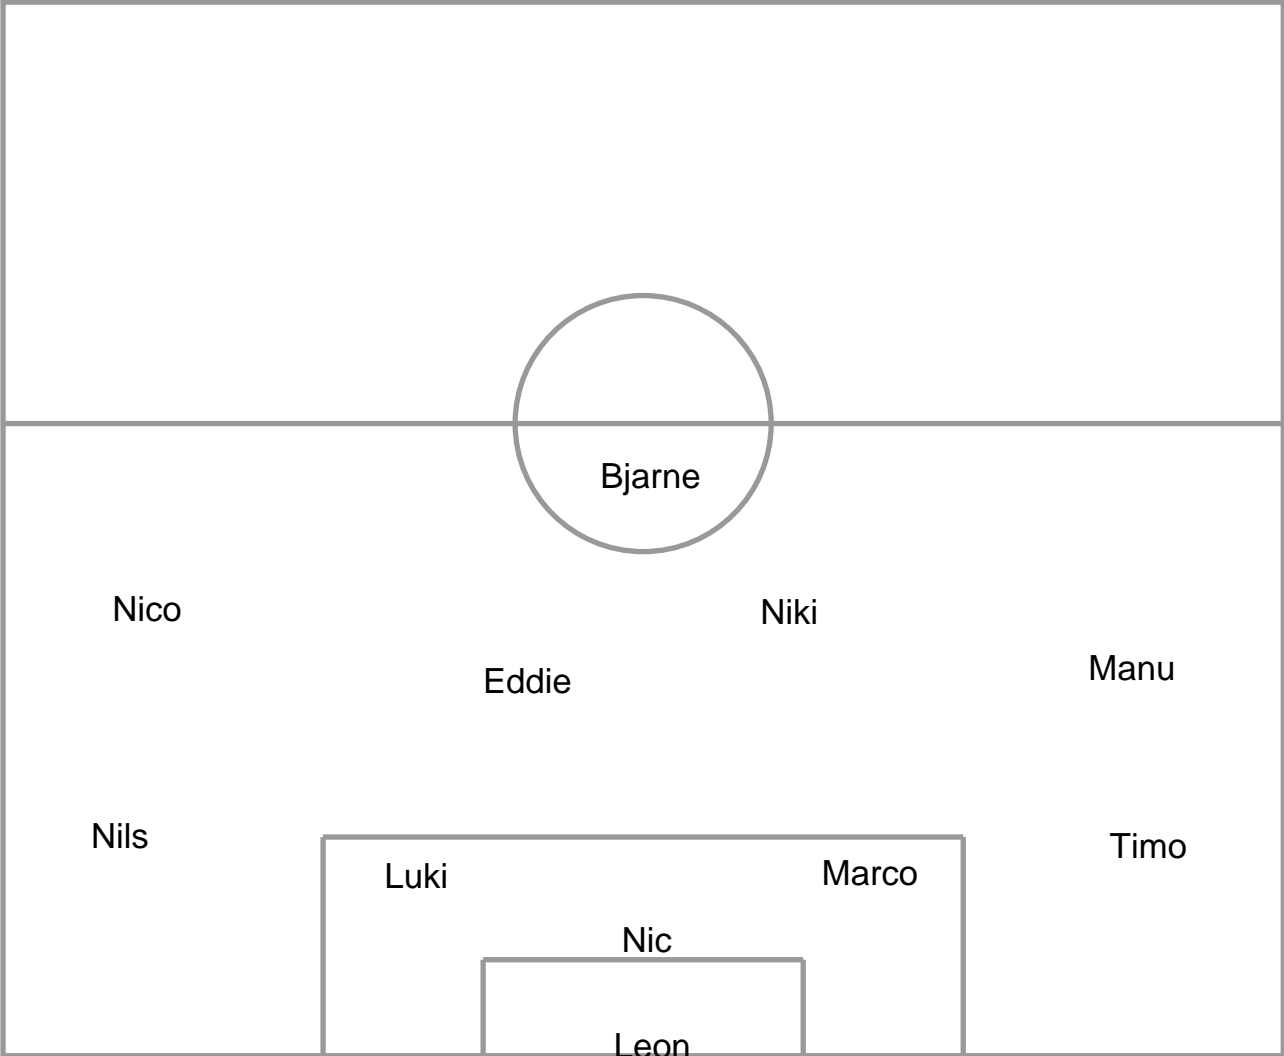 Bjarne
Nico
Niki
Manu
Eddie
Nils
Timo
Luki
Marco
Nic
Leon